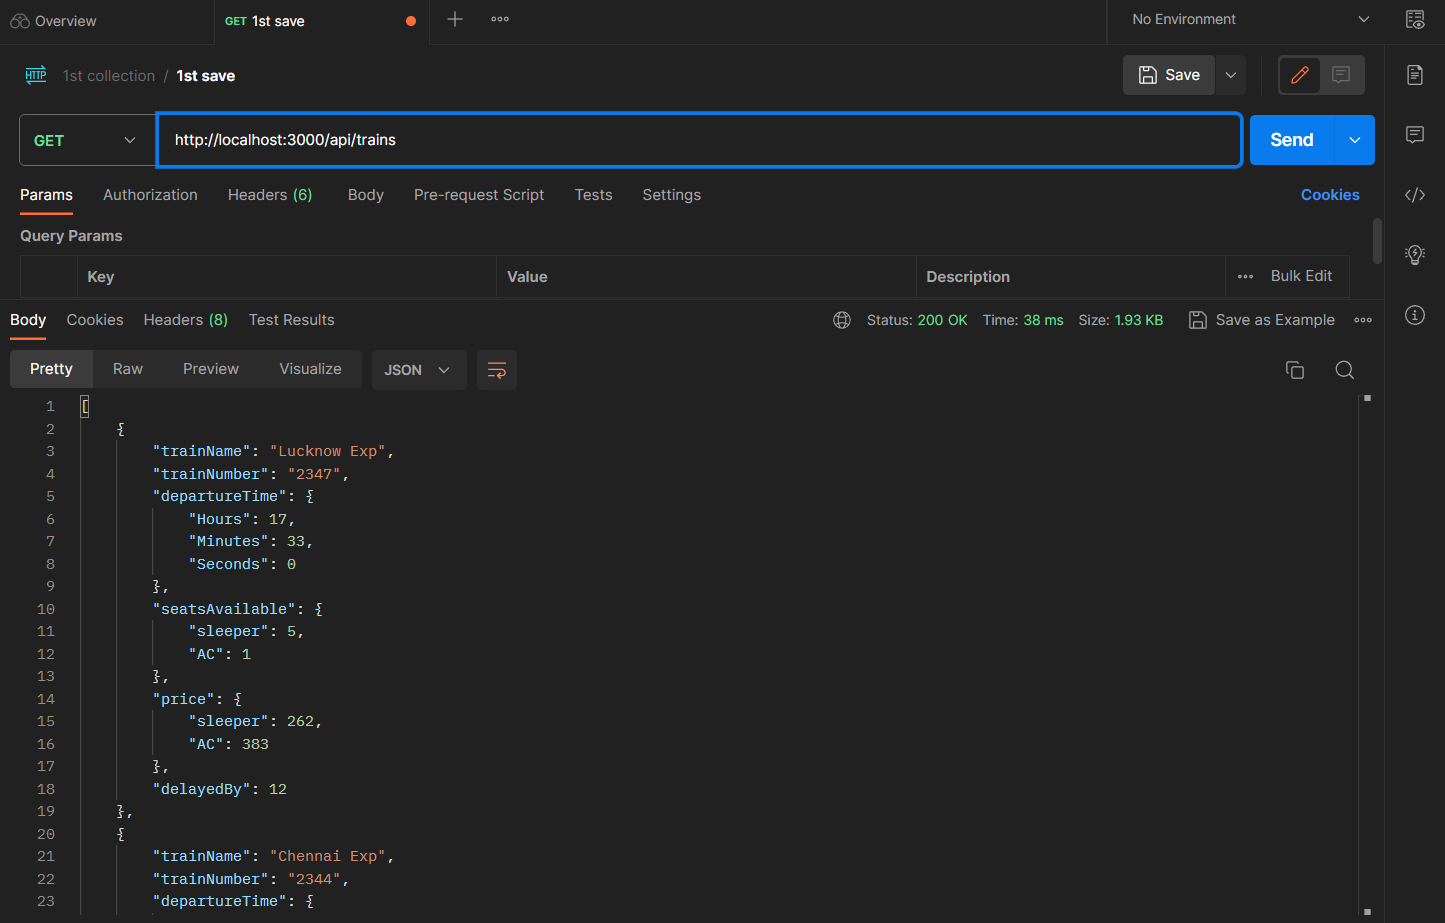 Overview
GET 1st save
No Environment
HTTP
1st collection / 1st save
Save
GET
http://localhost:3000/api/trains
Send
Params Authorization Headers (6) Body Pre-request Script Tests Settings Cookies
Query Params
Key Value Description Bulk Edit
Body Cookies Headers (8) Test Results Status: 200 OK Time: 38 ms Size: 1.93 KB Save as Example
Pretty Raw Preview Visualize JSON
1 [
2 {
3 "trainName": "Lucknow Exp",
4 "trainNumber": "2347",
5 "departureTime": {
6 "Hours": 17,
7 "Minutes": 33,
8 "Seconds": 0
9 },
10 "seatsAvailable": {
11 "sleeper": 5,
12 "AC": 1
13 },
14 "price": {
15 "sleeper": 262,
16 "AC": 383
17 },
18 "delayedBy": 12
19 },
20 {
21 "trainName": "Chennai Exp",
22 "trainNumber": "2344",
23 "departureTime": {